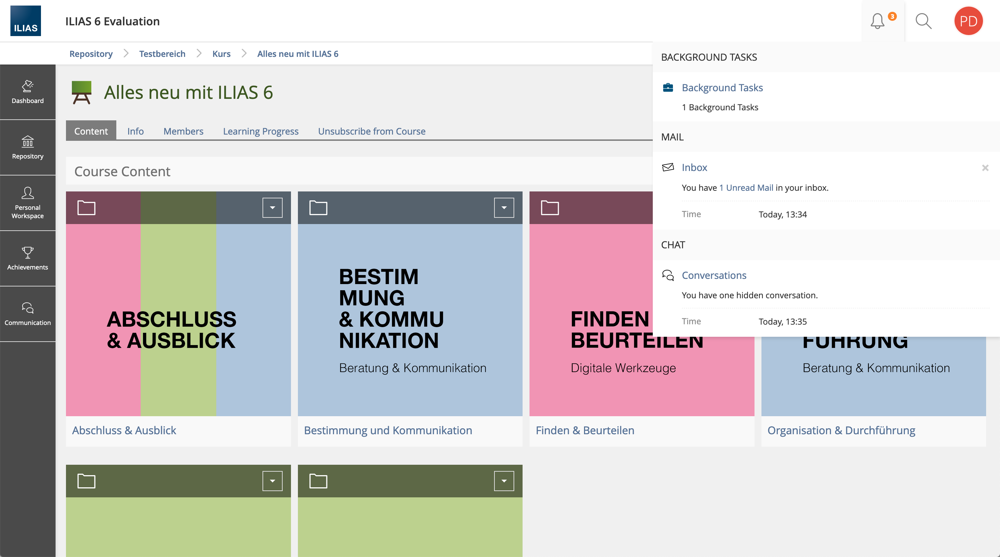 ILIAS
ILIAS 6 Evaluation
3
PD
Repository
Testbereich
Kurs
Alles neu mit ILIAS 6
Dashboard
Repository
Personal
Workspace
Achievements
Communication
Alles neu mit ILIAS 6
Content
Info
Members
Learning Progress
Unsubscribe from Course
Course Content
ABSCHLUSS
& AUSBLICK
Abschluss & Ausblick
BESTIM
MUNG
& KOMMU
NIKATION
Beratung & Kommunikation
Bestimmung und Kommunikation
FINDEN
BEURTEILEN
Digitale Werkzeuge
Finden & Beurteilen
FÜHRUNG
Beratung & Kommunikation
Organisation & Durchführung
BACKGROUND TASKS
Background Tasks
1 Background Tasks
MAIL
Inbox
You have 1 Unread Mail in your inbox.
Time Today, 13:34
CHAT
Conversations
You have one hidden conversation.
Time Today, 13:35